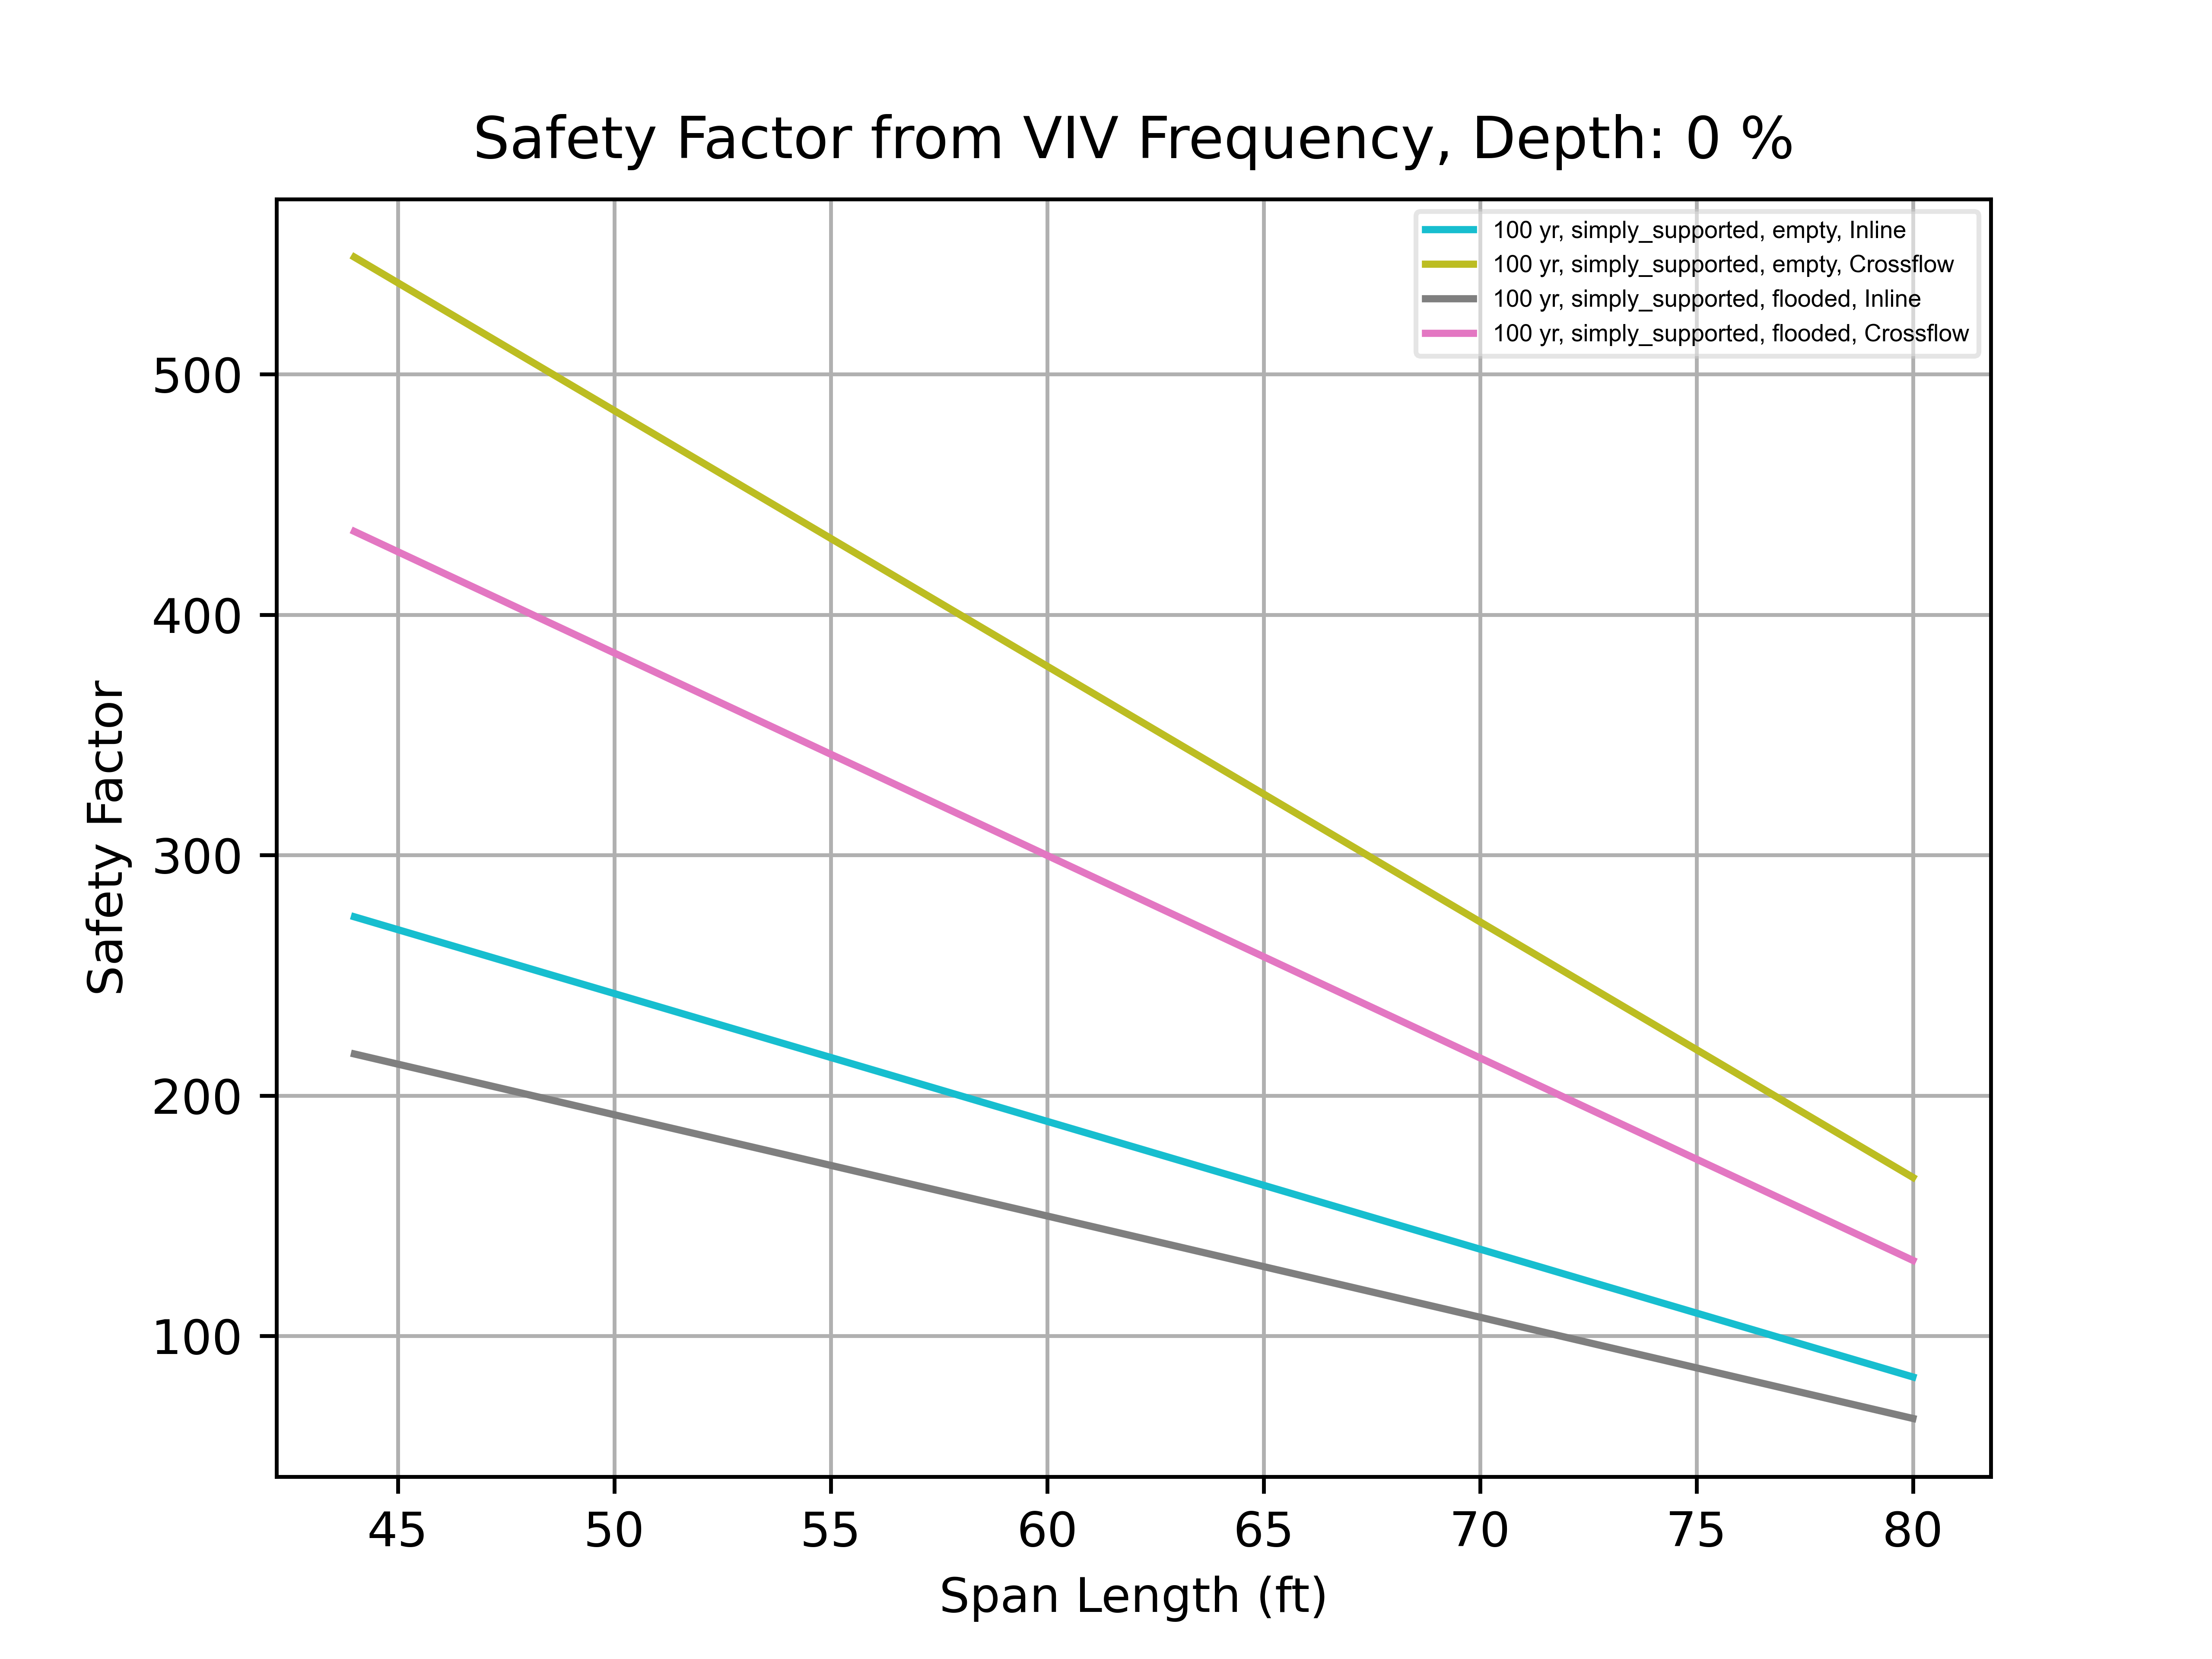 Safety Factor from VIV Frequency, Depth: 0 %
100 yr, simply_supported, empty, Inline
100 yr, simply_supported, empty, Crossflow
100 yr, simply_supported, flooded, Inline
100 yr, simply_supported, flooded, Crossflow
Safety Factor
500
400
300
200
100
45 50 55 60 65 70 75 80
Span Length (ft)